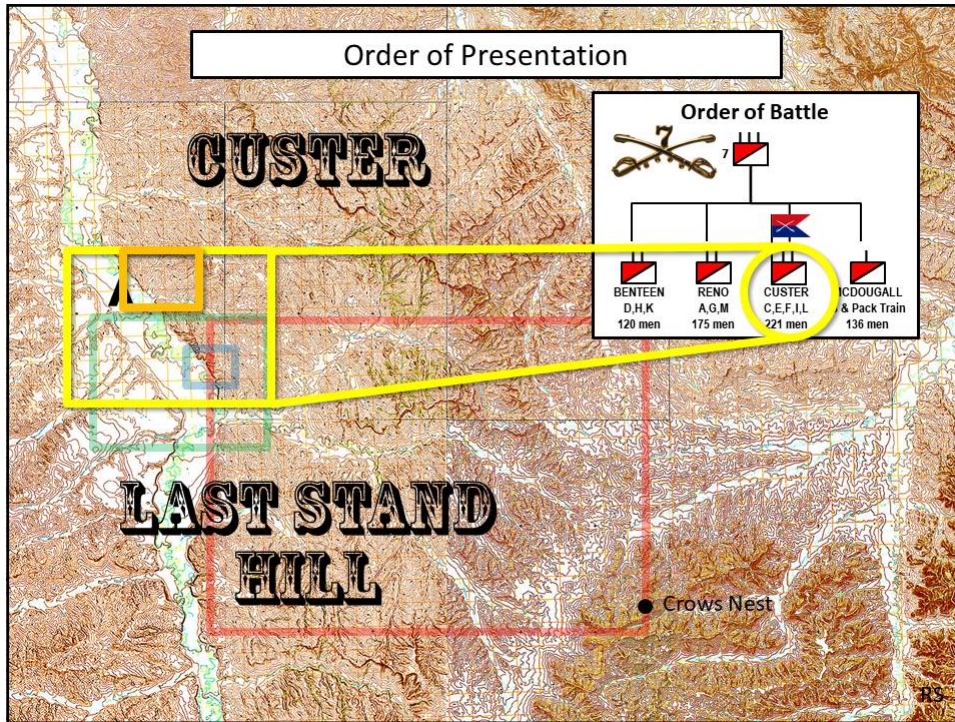 Order of Presentation
CUSTER
Order of Battle
7
7
BENTEEN
D,H,K
120 men
RENO
A,G,M
175 men
CUSTER
C,E,F,I,L
221 men
CDOUGALL
& Pack Train
136 men
LAST STAND
HILL
Crows Nest
RS